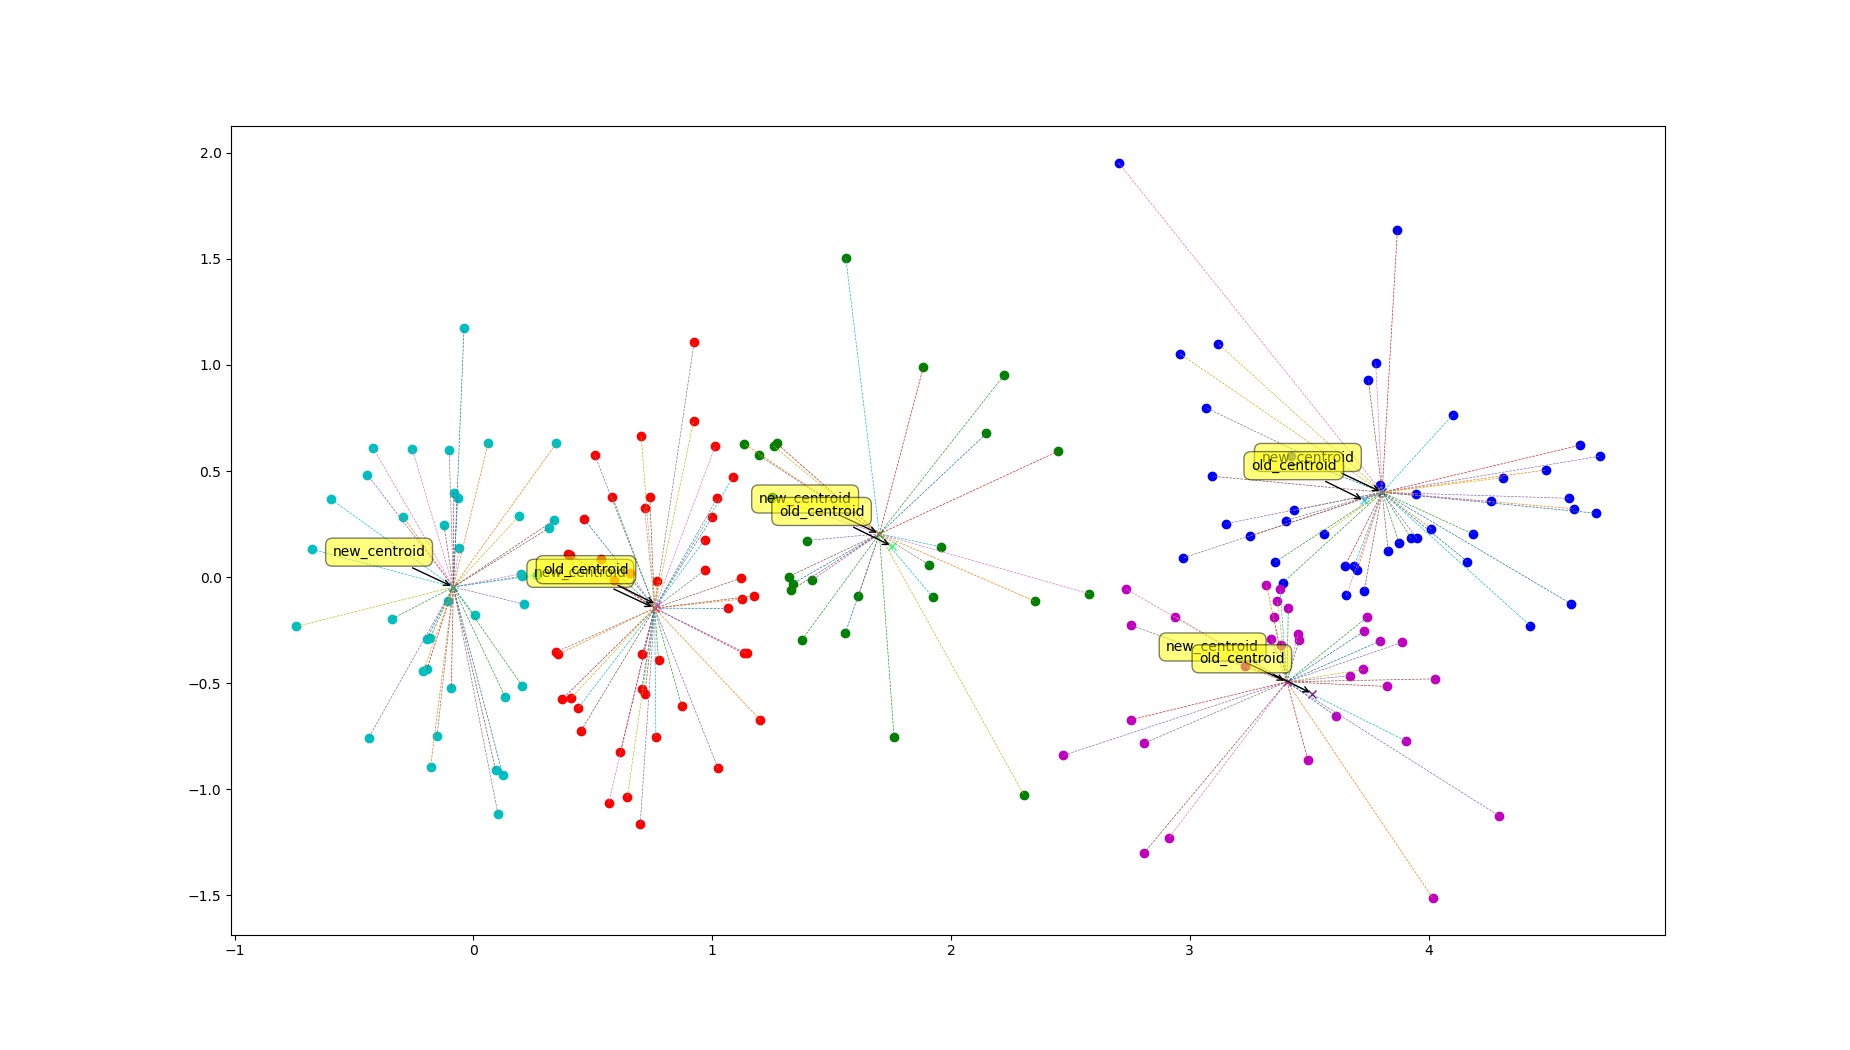 2.0
1.5
1.0
new_centroid
old_centroid
0.5
new_centroid
old_centroid
new_centroid
old_centroid
new_centroid
0.0
new_centroid
old_centroid
−0.5
−1.0
−1.5
−1 0 1 2 3 4